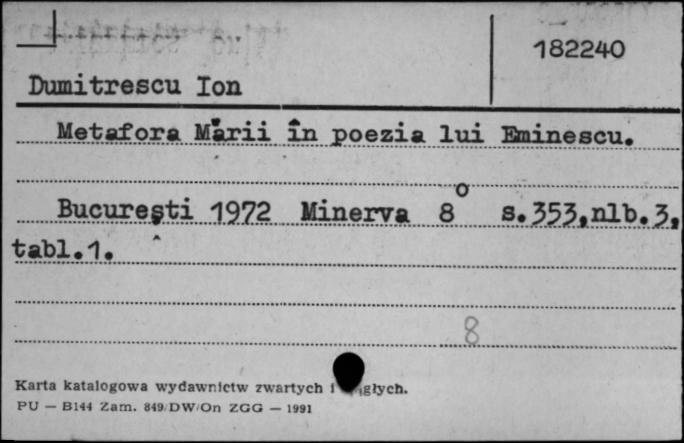 182240
Dumitrescu Ion
Metafora Mării în poezia lui Eminescu.
București 1972 Minerva 8° s.353,nlb.3,
tabl.1.
8
Karta katalogowa wydawnictw zwartych i
PU — B144 Zam. 849/DW/On ZGG — 1991